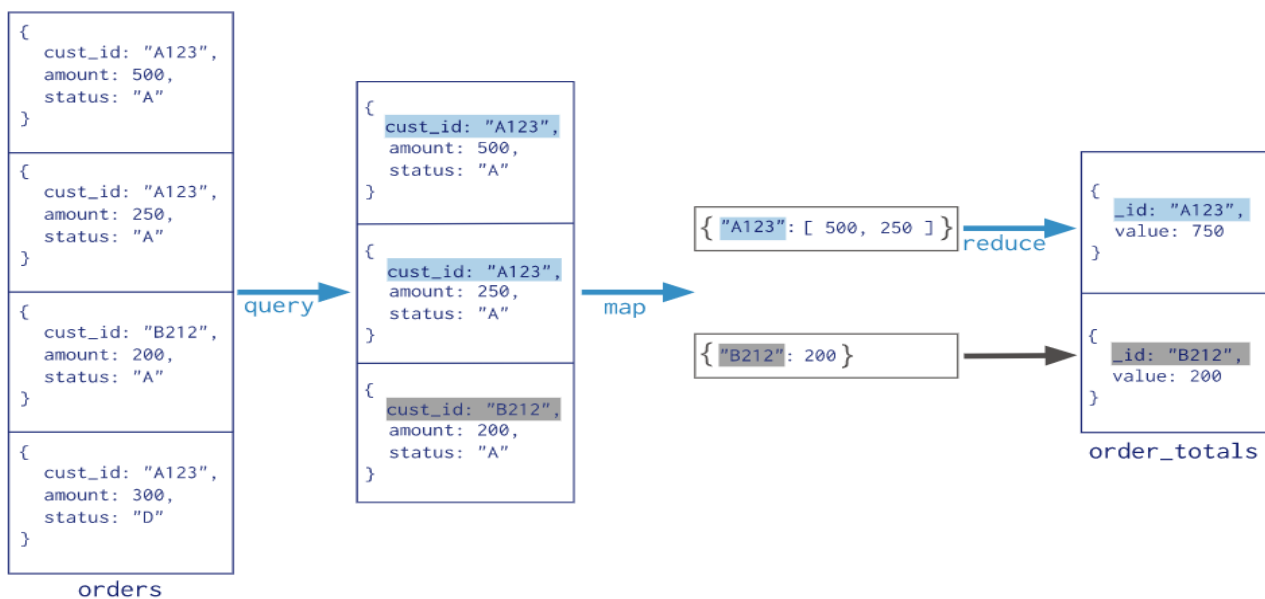 {
cust_id: "A123",
amount: 500,
status: "A"
}
{
cust_id: "A123",
amount: 250,
status: "A"
}
{
cust_id: "B212",
amount: 200,
status: "A"
}
{
cust_id: "A123",
amount: 300,
status: "D"
}
orders
query
{
cust_id: "A123",
amount: 500,
status: "A"
}
{
cust_id: "A123",
amount: 250,
status: "A"
}
{
cust_id: "B212",
amount: 200,
status: "A"
}
map
{ "A123": [ 500, 250 ] }
{ "B212": 200 }
reduce
{
_id: "A123",
value: 750
}
{
_id: "B212",
value: 200
}
order_totals